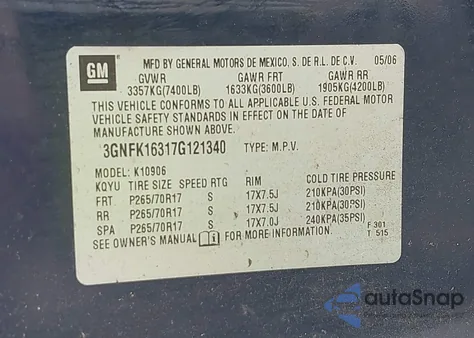 GM MFD BY GENERAL MOTORS DE MEXICO, S. DE R.L. DE C.V. 05/06
GVWR GAWR FRT GAWR RR
3357KG(7400LB) 1633KG(3600LB) 1905KG(4200LB)
THIS VEHICLE CONFORMS TO ALL APPLICABLE U.S. FEDERAL MOTOR
VEHICLE SAFETY STANDARDS IN EFFECT ON THE DATE OF
MANUFACTURE SHOWN ABOVE.
3GNFK16317G121340 TYPE: M.P.V.
MODEL: K10906
KQYU TIRE SIZE SPEED RTG RIM COLD TIRE PRESSURE
FRT P265/70R17 S 17X7.5J 210KPA(30PSI)
RR P265/70R17 S 17X7.5J 210KPA(30PSI)
SPA P265/70R17 S 17X7.0J 240KPA(35PSI)
SEE OWNER'S MANUAL i FOR MORE INFORMATION. F 301
T 515
autoSnap